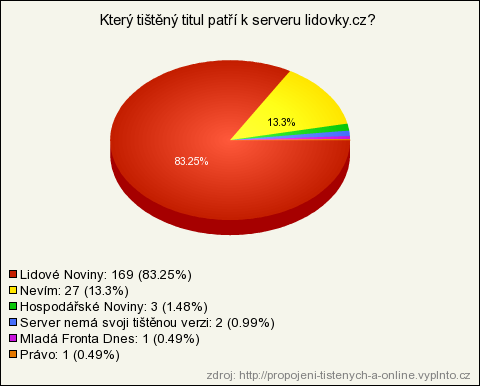 Který tištěný titul patří k serveru lidovky.cz?
13.3%
83.25%
Lidové Noviny: 169 (83.25%)
Nevím: 27 (13.3%)
Hospodářské Noviny: 3 (1.48%)
Server nemá svoji tištěnou verzi: 2 (0.99%)
Mladá Fronta Dnes: 1 (0.49%)
Právo: 1 (0.49%)
zdroj: http://propojeni-tistenych-a-online.vyplnto.cz